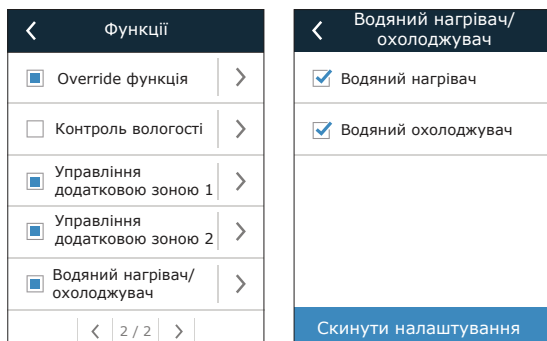 Функції
Override функція
Контроль вологості
Управління
додатковою зоною 1
Управління
додатковою зоною 2
Водяний нагрівач/
охолоджувач
2 / 2
Водяний нагрівач/
охолоджувач
Водяний нагрівач
Водяний охолоджувач
Скинути налаштування